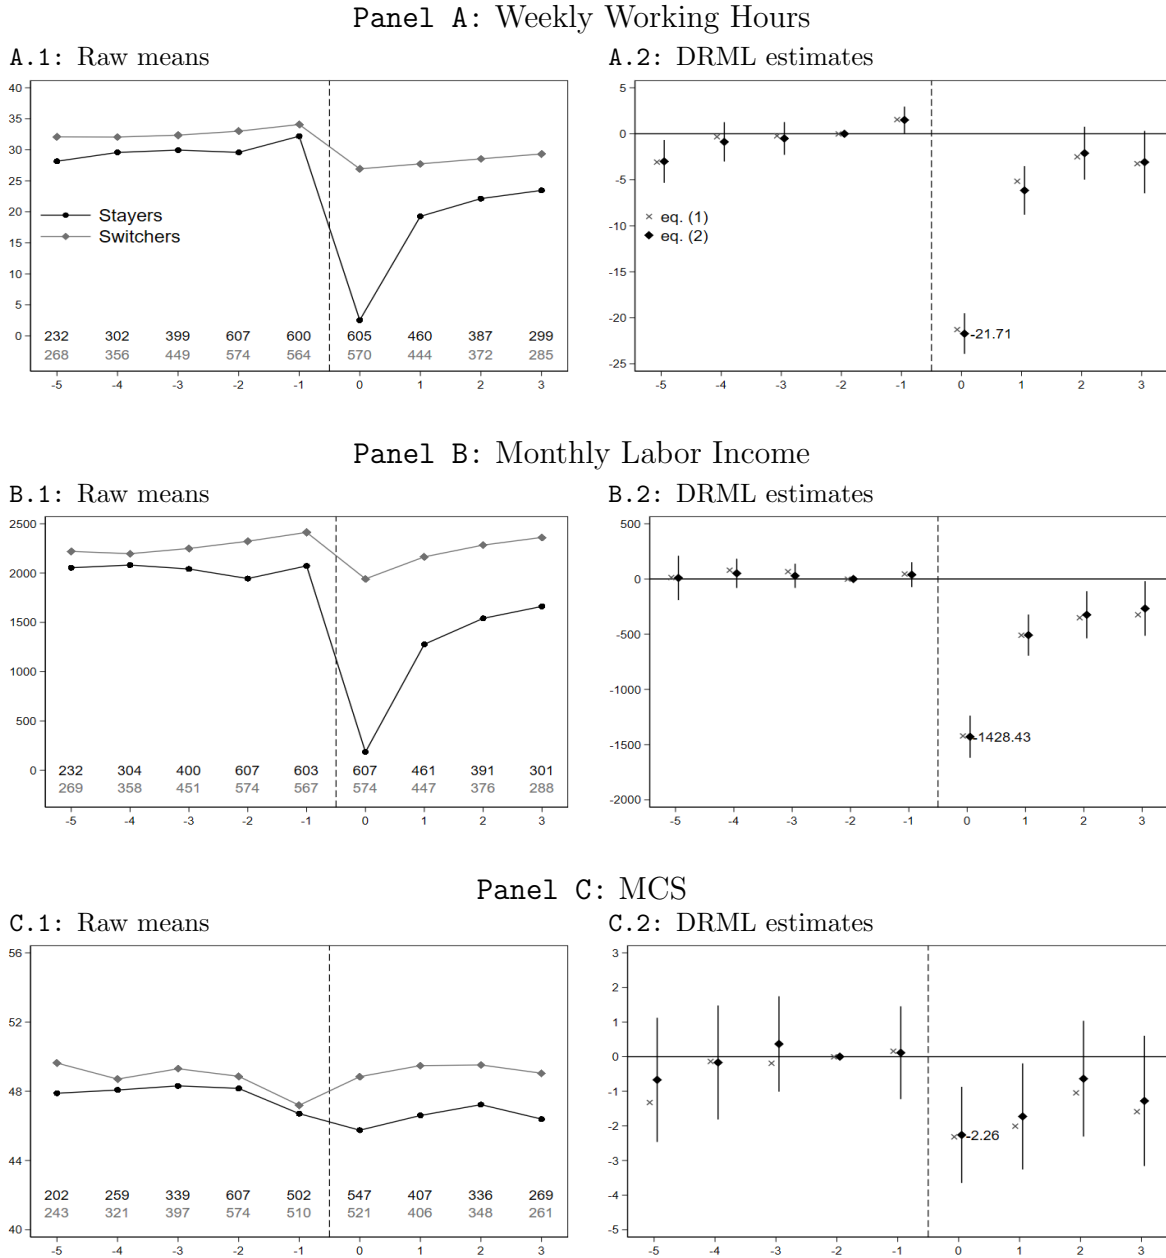 Panel A: Weekly Working Hours
A.1: Raw means
A.2: DRML estimates
40
35
30
25
20
15
10
5
0
Stayers
Switchers
232 302 399 607 600 605 460 387 299
268 356 449 574 564 570 444 372 285
-5 -4 -3 -2 -1 0 1 2 3
5
0
-5
-10
-15
-20
-25
eq. (1)
eq. (2)
-21.71
-5 -4 -3 -2 -1 0 1 2 3
Panel B: Monthly Labor Income
B.1: Raw means
B.2: DRML estimates
2500
2000
1500
1000
500
0
232 304 400 607 603 607 461 391 301
269 358 451 574 567 574 447 376 288
-5 -4 -3 -2 -1 0 1 2 3
500
0
-500
-1000
-1500
-2000
-1428.43
-5 -4 -3 -2 -1 0 1 2 3
Panel C: MCS
C.1: Raw means
C.2: DRML estimates
56
52
48
44
40
202 259 339 607 502 547 407 336 269
243 321 397 574 510 521 406 348 261
-5 -4 -3 -2 -1 0 1 2 3
3
2
1
0
-1
-2
-3
-4
-5
-2.26
-5 -4 -3 -2 -1 0 1 2 3